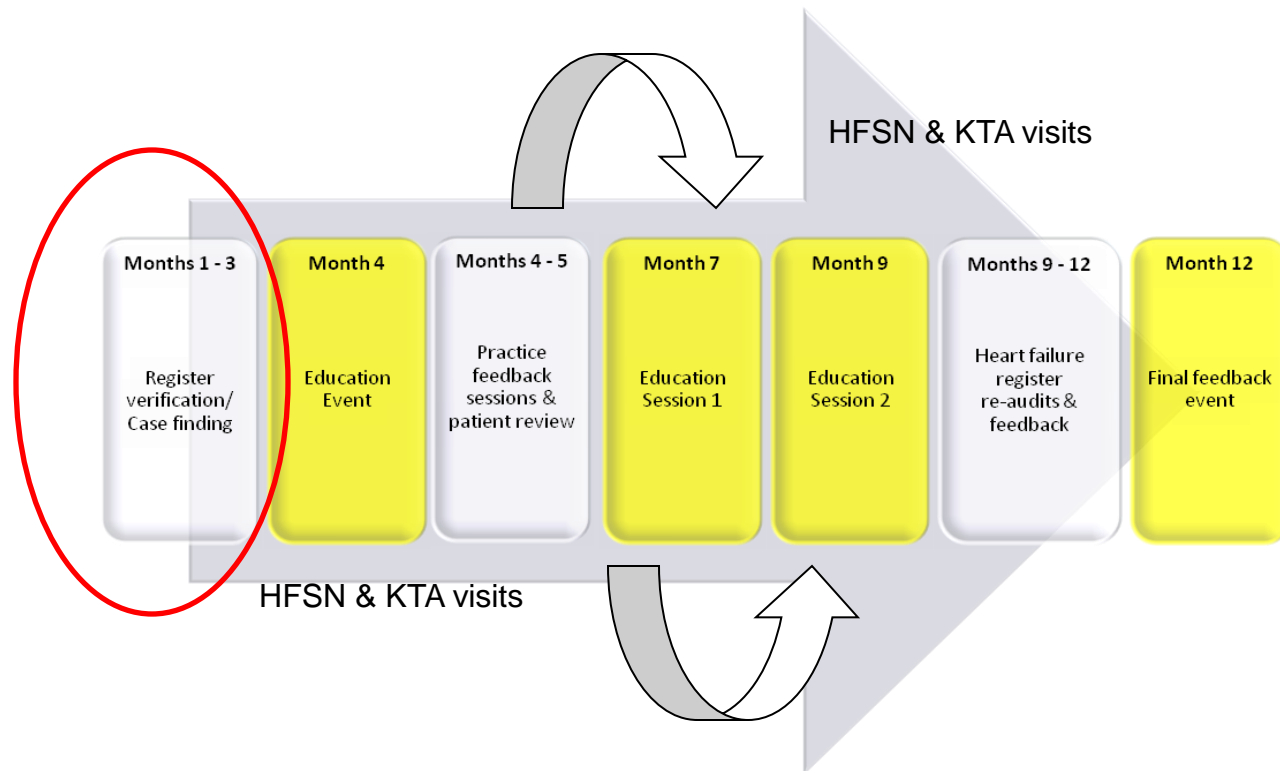 HFSN & KTA visits
Months 1 - 3
Register
verification/
Case finding
Month 4
Education
Event
Months 4 - 5
Practice
feedback
sessions &
patient review
Month 7
Education
Session 1
Month 9
Education
Session 2
Months 9 - 12
Heart failure
register
re-audits &
feedback
Month 12
Final feedback
event
HFSN & KTA visits